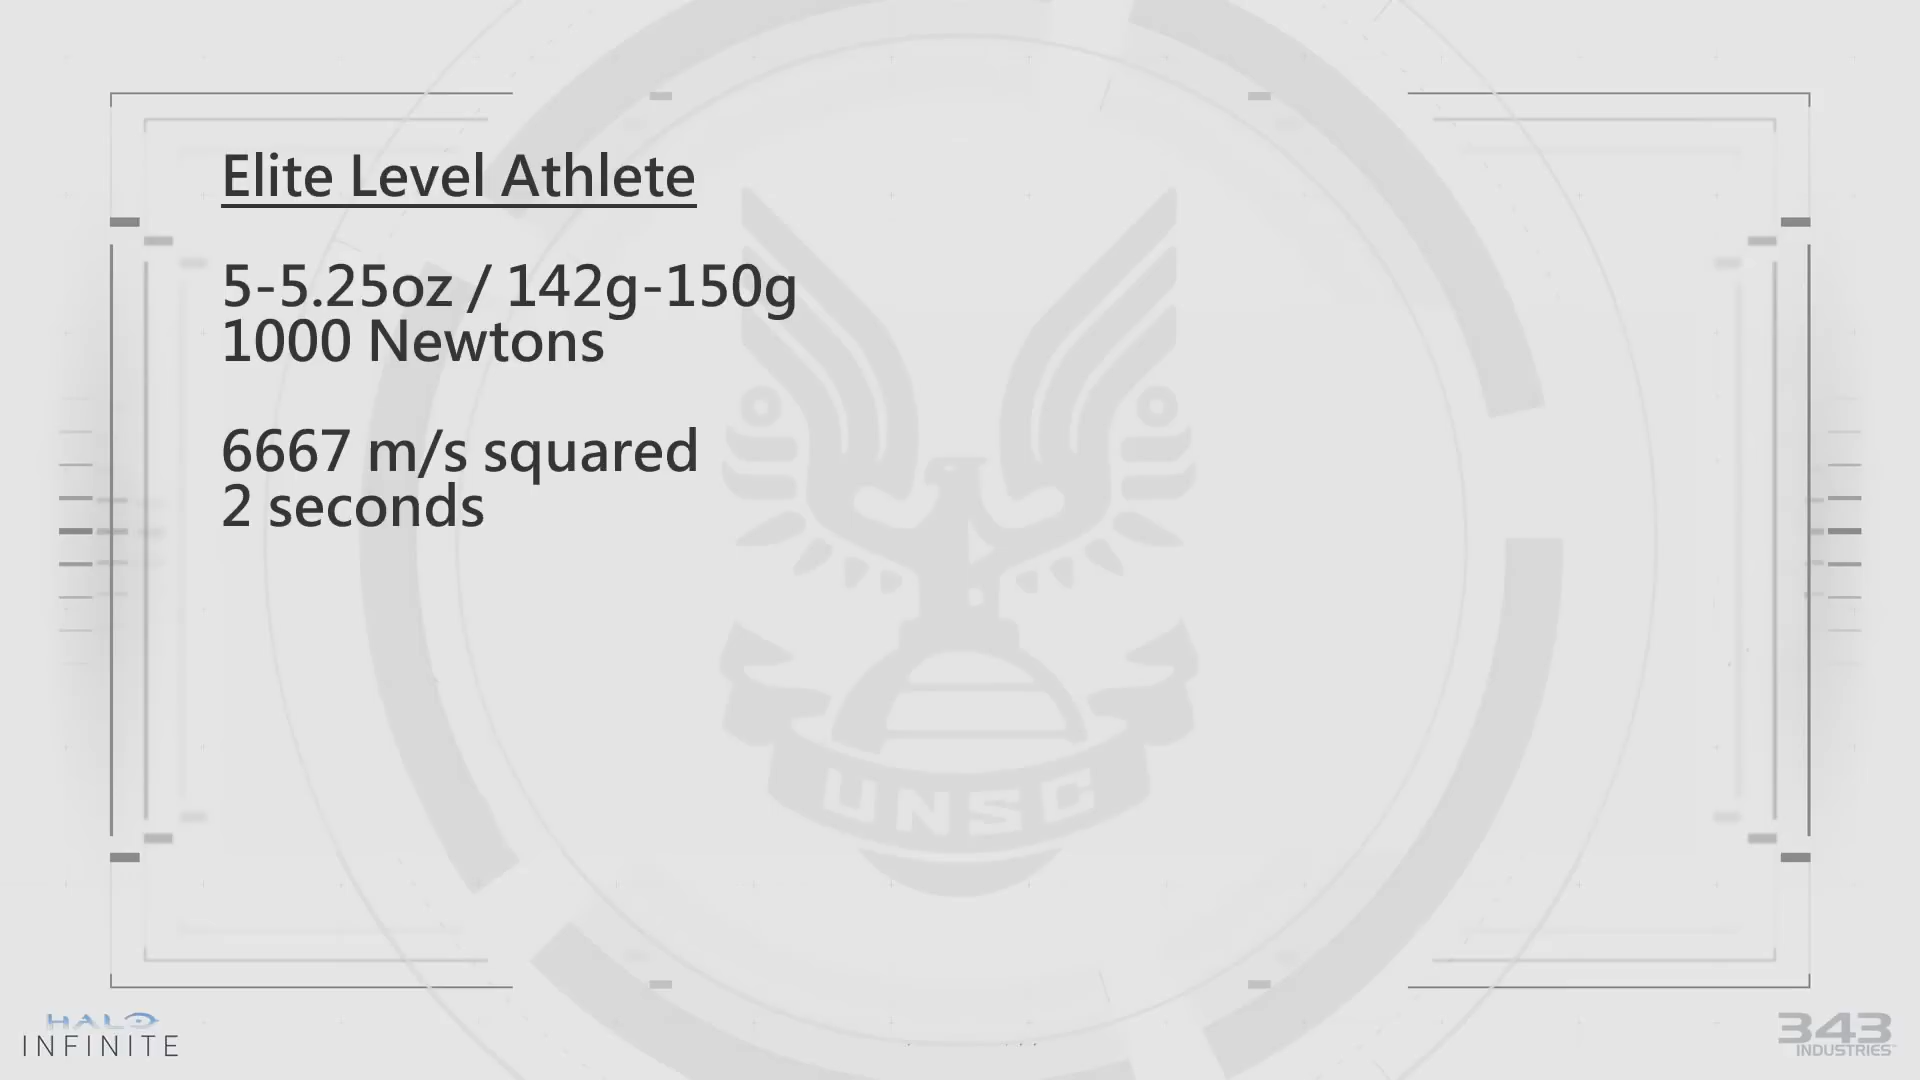 Elite Level Athlete
5-5.25oz / 142g-150g
1000 Newtons
6667 m/s squared
2 seconds
UNSC
HALO
INFINITE
343
INDUSTRIES